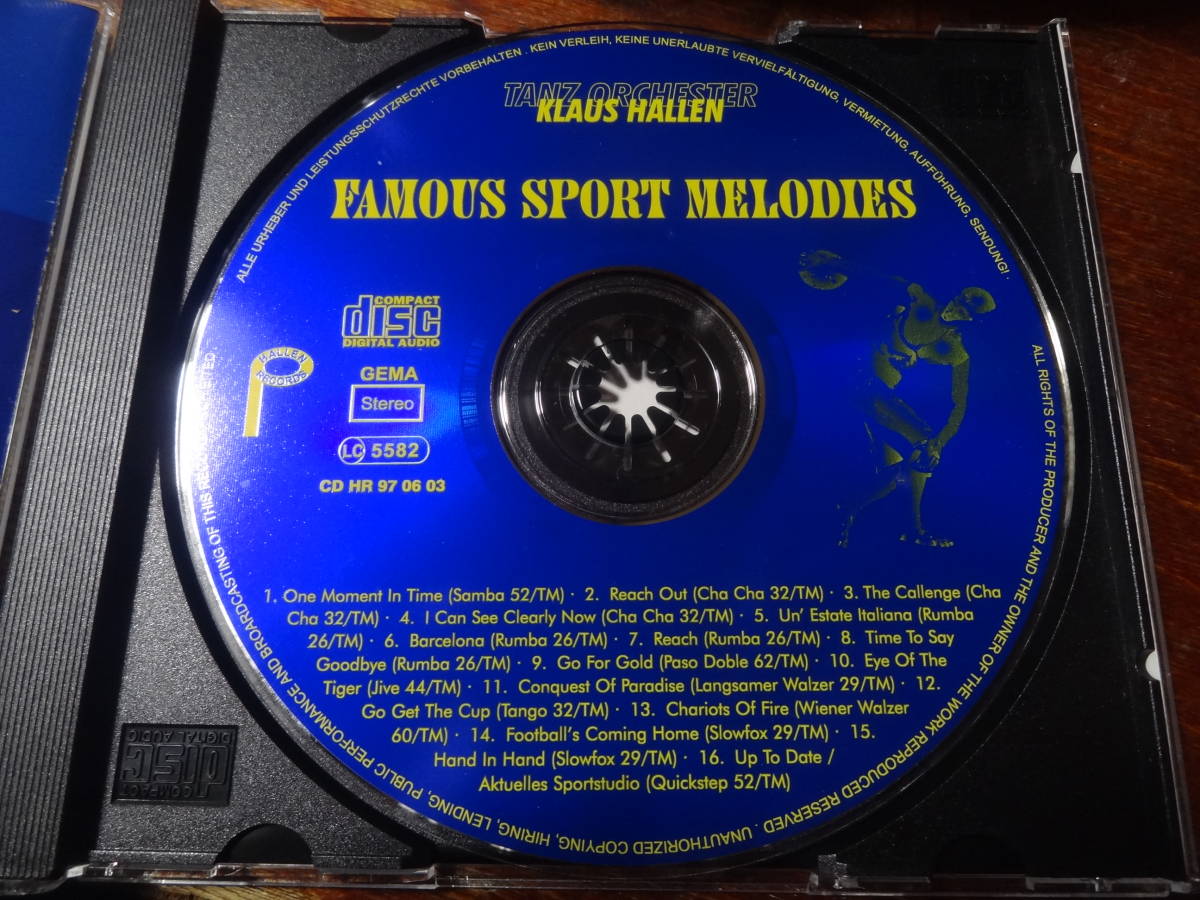 ALLE URHEBER UND LEISTUNGSSCHUTZRECHTE VORBEHALTEN . KEIN VERLEIH, KEINE UNERLAUBTE VERVIELFÄLTIGUNG, VERMIETUNG, AUFFÜHRUNG, SENDUNG! ·
TANZ ORCHESTER
KLAUS HALLEN
FAMOUS SPORT MELODIES
COMPACT
disc
DIGITAL AUDIO
HALLEN
RECORDS
GEMA
Stereo
LC 5582
CD HR 97 06 03
1. One Moment In Time (Samba 52/TM) · 2. Reach Out (Cha Cha 32/TM) · 3. The Callenge (Cha
Cha 32/TM) · 4. I Can See Clearly Now (Cha Cha 32/TM) · 5. Un' Estate Italiana (Rumba
26/TM) · 6. Barcelona (Rumba 26/TM) · 7. Reach (Rumba 26/TM) · 8. Time To Say
Goodbye (Rumba 26/TM) · 9. Go For Gold (Paso Doble 62/TM) · 10. Eye Of The
Tiger (Jive 44/TM) · 11. Conquest Of Paradise (Langsamer Walzer 29/TM) · 12.
Go Get The Cup (Tango 32/TM) · 13. Chariots Of Fire (Wiener Walzer
60/TM) · 14. Football's Coming Home (Slowfox 29/TM) · 15.
Hand In Hand (Slowfox 29/TM) · 16. Up To Date /
Aktuelles Sportstudio (Quickstep 52/TM)
ALL RIGHTS OF THE PRODUCER AND THE OWNER OF THE WORK REPRODUCED RESERVED . UNAUTHORIZED COPYING, HIRING, LENDING, PUBLIC PERFORMANCE AND BROADCASTING OF THIS
COMPACT
disc
DIGITAL AUDIO